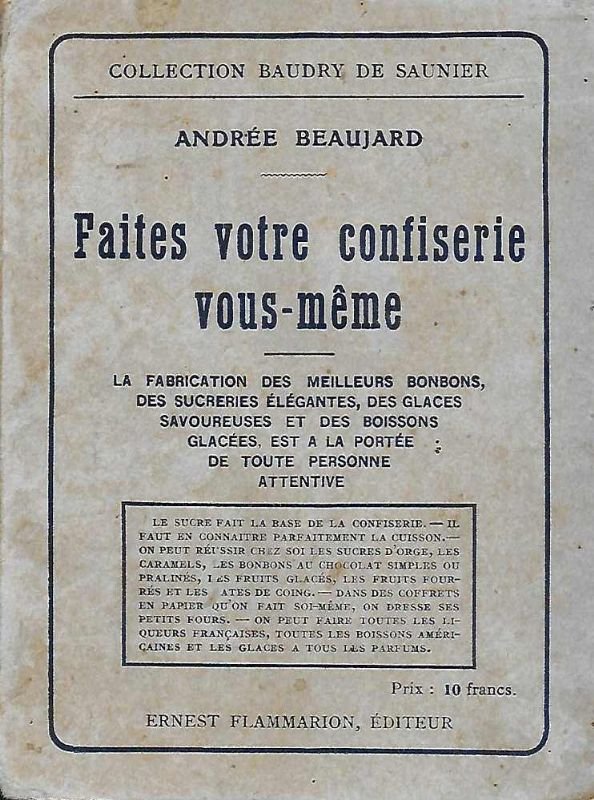 COLLECTION BAUDRY DE SAUNIER
ANDRÉE BEAUJARD
Faites votre confiserie
vous-même
LA FABRICATION DES MEILLEURS BONBONS,
DES SUCRERIES ÉLÉGANTES, DES GLACES
SAVOUREUSES ET DES BOISSONS
GLACÉES, EST A LA PORTÉE
DE TOUTE PERSONNE
ATTENTIVE
LE SUCRE FAIT LA BASE DE LA CONFISERIE. — IL
FAUT EN CONNAITRE PARFAITEMENT LA CUISSON. —
ON PEUT RÉUSSIR CHEZ SOI LES SUCRES D'ORGE, LES
CARAMELS, LES BONBONS AU CHOCOLAT SIMPLES OU
PRALINÉS, LES FRUITS GLACÉS, LES FRUITS FOUR-
RÉS ET LES ATES DE COING. — DANS DES COFFRETS
EN PAPIER QU'ON FAIT SOI-MÊME, ON DRESSE SES
PETITS FOURS. — ON PEUT FAIRE TOUTES LES LI-
QUEURS FRANÇAISES, TOUTES LES BOISSONS AMÉRI-
CAINES ET LES GLACES A TOUS LES PARFUMS.
Prix : 10 francs.
ERNEST FLAMMARION, ÉDITEUR